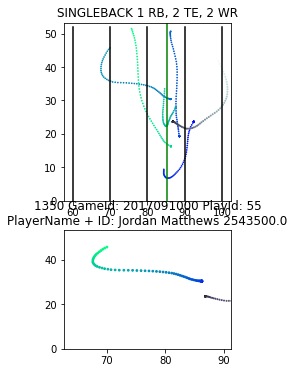 SINGLEBACK 1 RB, 2 TE, 2 WR
50
40
30
20
10
0
60 70 80 90 100
1350 GameId: 2017091000 PlayId: 55
PlayerName + ID: Jordan Matthews 2543500.0
40
20
0
70 80 90